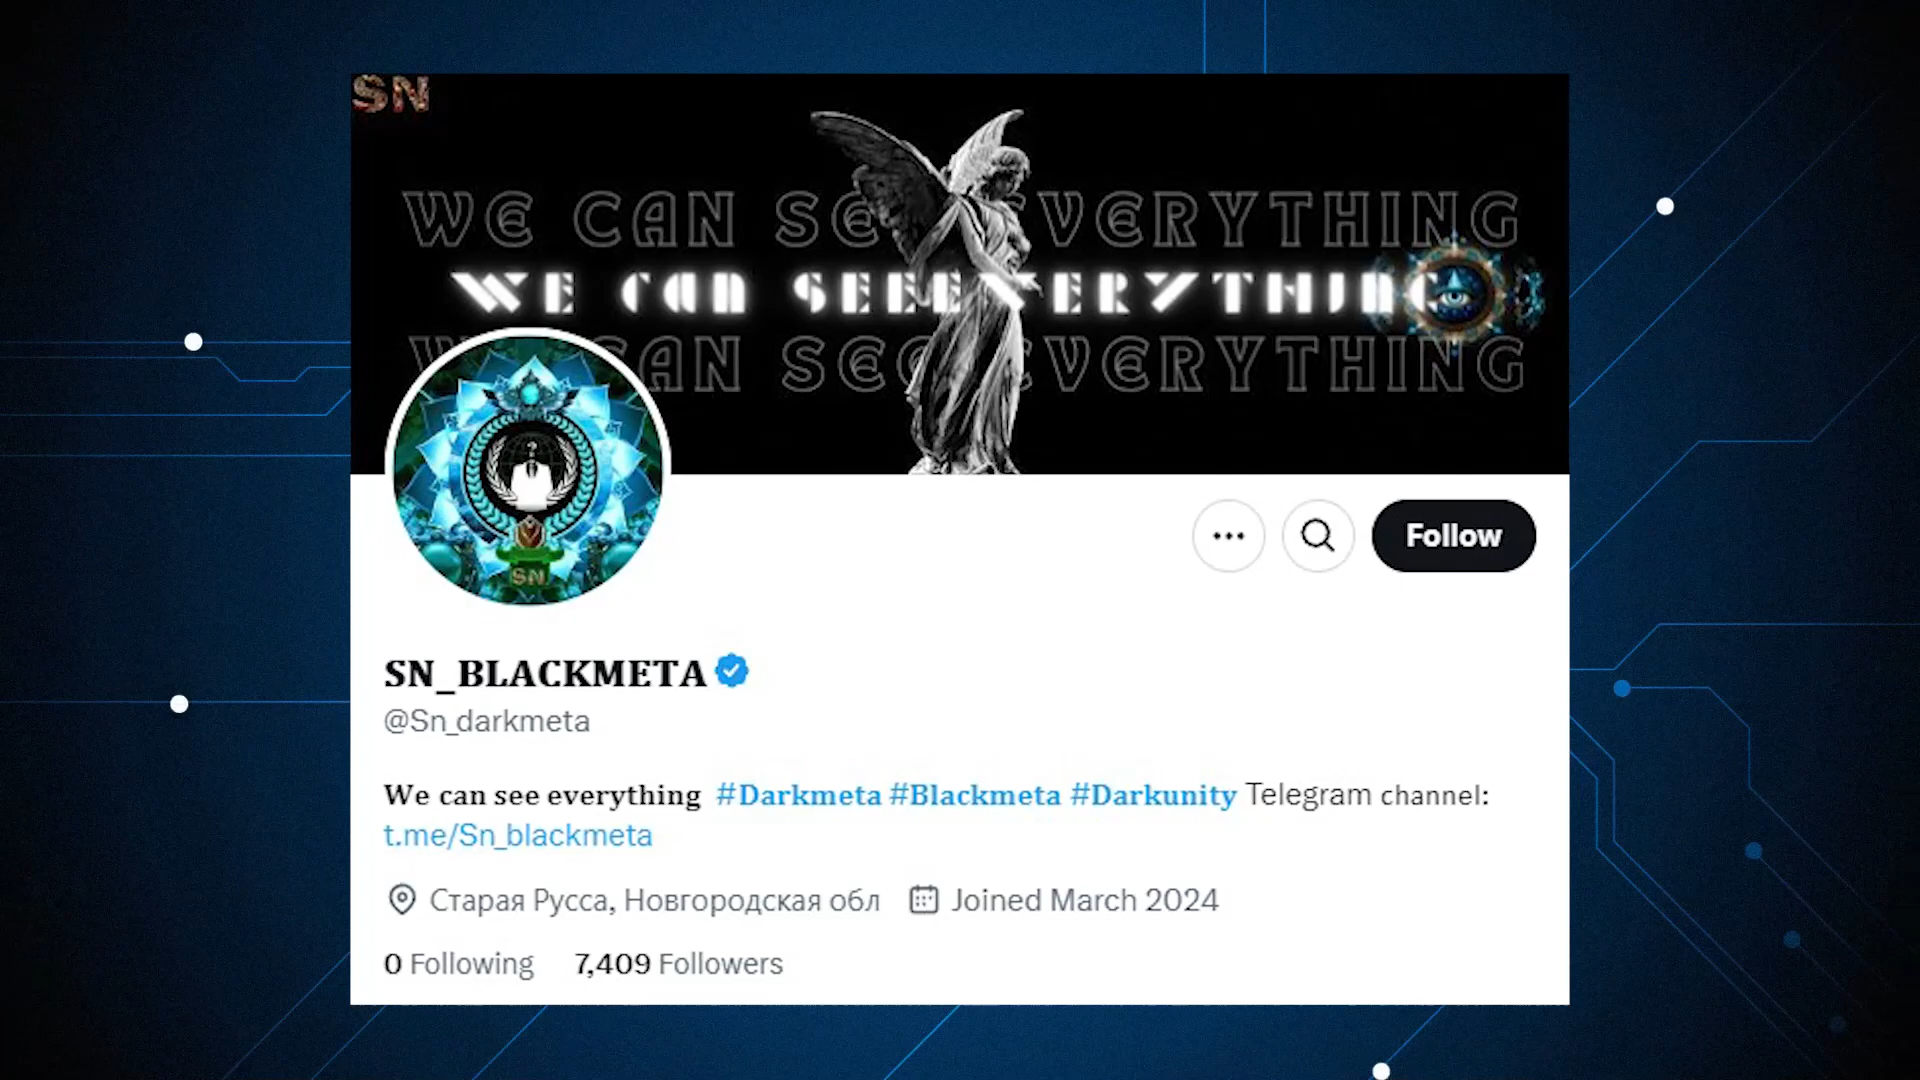 SN
WE CAN SEE EVERYTHING
WE CAN SEE EVERYTHING
WE CAN SEE EVERYTHING
SN
Follow
SN_BLACKMETA
@Sn_darkmeta
We can see everything #Darkmeta #Blackmeta #Darkunity Telegram channel:
t.me/Sn_blackmeta
Старая Русса, Новгородская обл Joined March 2024
0 Following 7,409 Followers